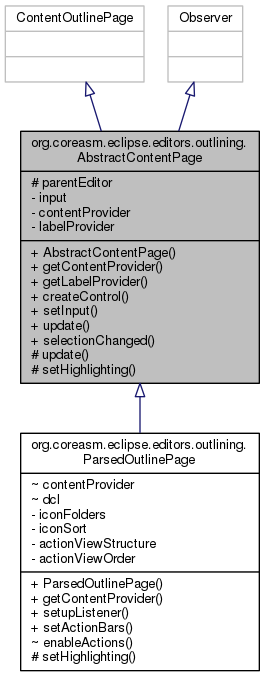 ContentOutlinePage
Observer
org.coreasm.eclipse.editors.outlining.
AbstractContentPage
# parentEditor
- input
- contentProvider
- labelProvider
+ AbstractContentPage()
+ getContentProvider()
+ getLabelProvider()
+ createControl()
+ setInput()
+ update()
+ selectionChanged()
# update()
# setHighlighting()
org.coreasm.eclipse.editors.outlining.
ParsedOutlinePage
~ contentProvider
~ dcl
- iconFolders
- iconSort
- actionViewStructure
- actionViewOrder
+ ParsedOutlinePage()
+ getContentProvider()
+ setupListener()
+ setActionBars()
~ enableActions()
# setHighlighting()